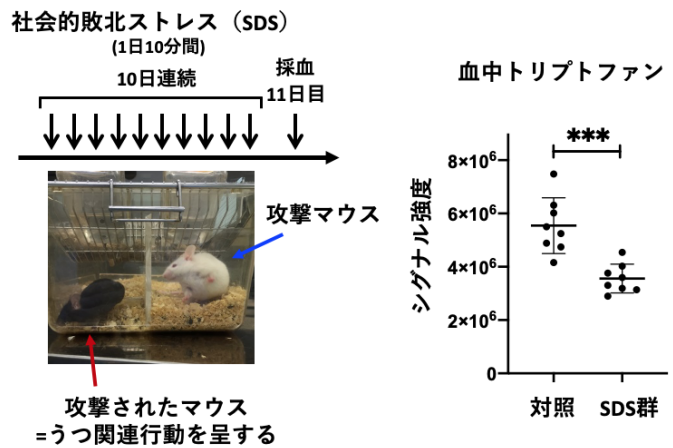 社会的敗北ストレス（SDS）
(1日10分間)
10日連続
採血
11日目
攻撃マウス
攻撃されたマウス
=うつ関連行動を呈する
血中トリプトファン
***
シグナル強度
8×10⁶
6×10⁶
4×10⁶
2×10⁶
0
対照
SDS群